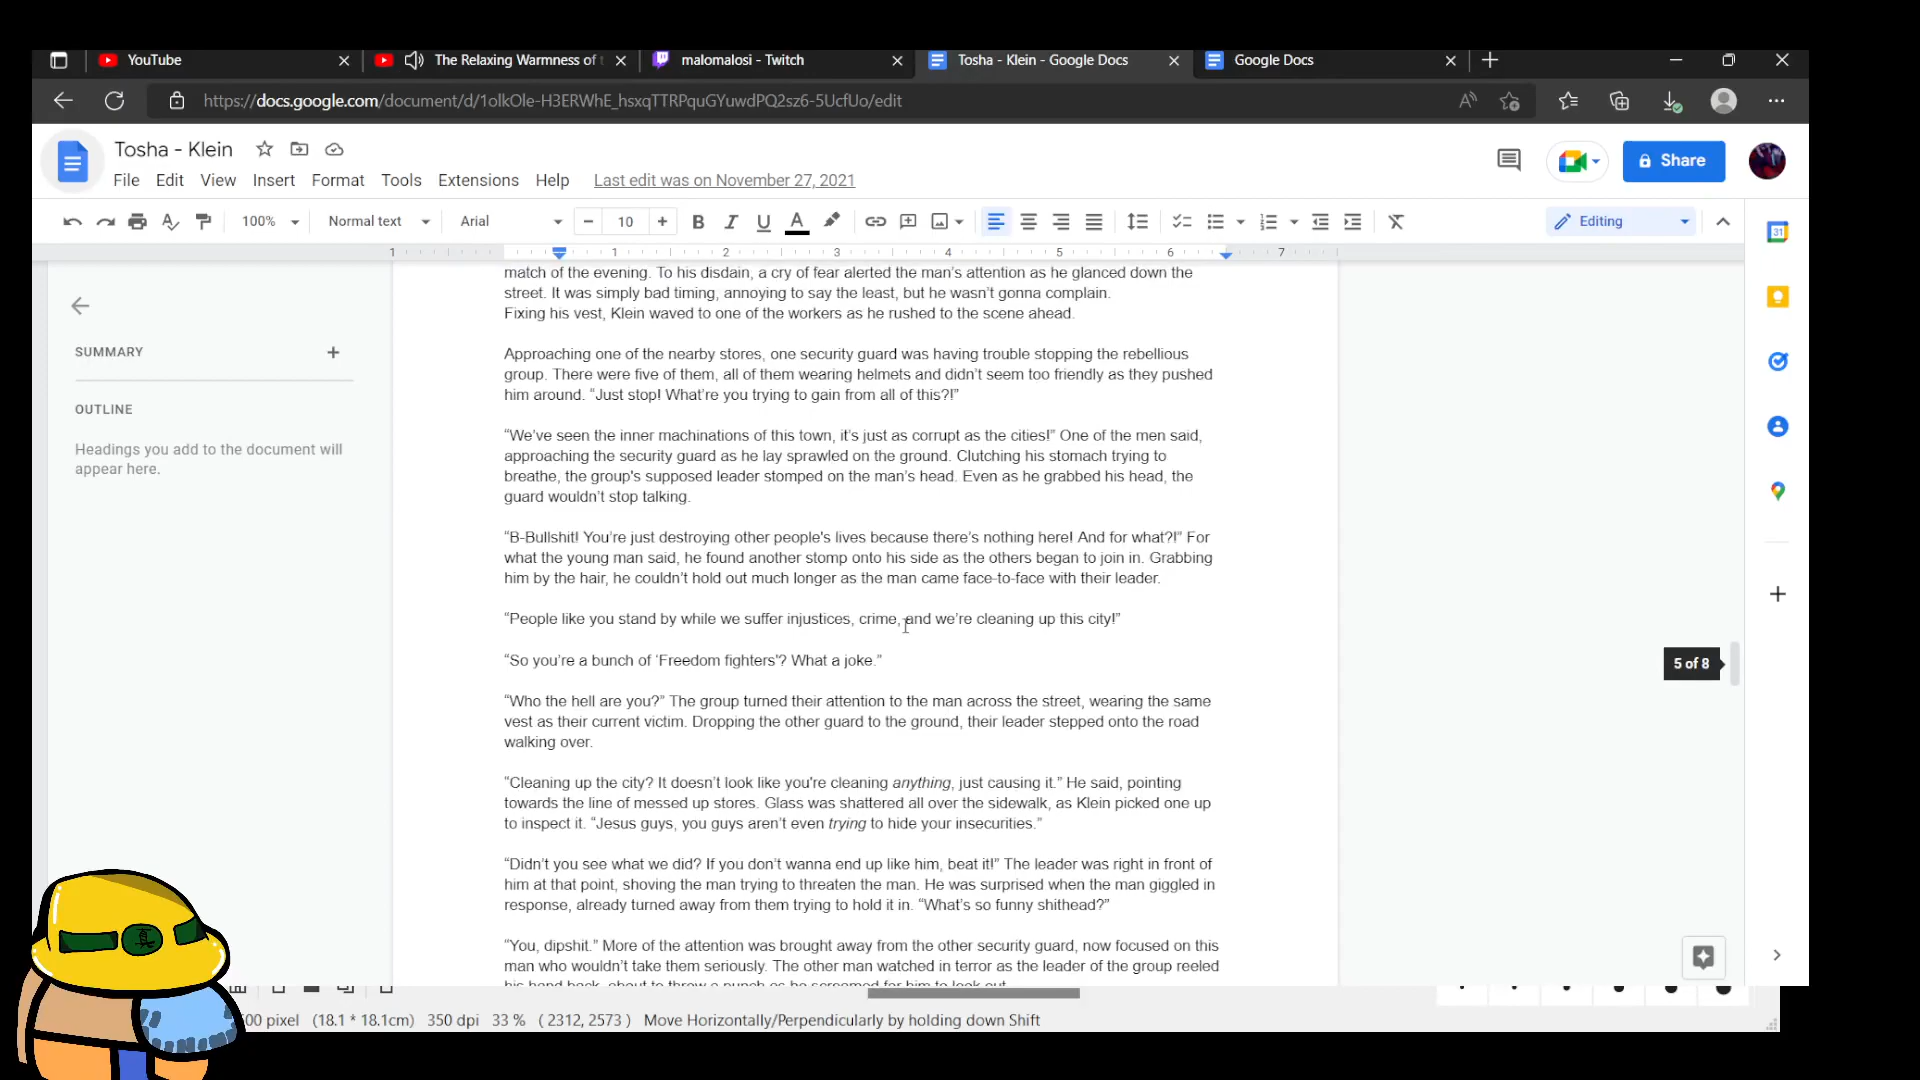 YouTube
The Relaxing Warmness of t
malomalosi - Twitch
Tosha - Klein - Google Docs
Google Docs
https://docs.google.com/document/d/1olkOle-H3ERWhE_hsxqTTRPquGYuwdPQ2sz6-5UcfUo/edit
Tosha - Klein
File Edit View Insert Format Tools Extensions Help Last edit was on November 27, 2021
Share
100% Normal text Arial 10 Editing
1 1 2 3 4 5 6 7
SUMMARY
OUTLINE
Headings you add to the document will
appear here.
match of the evening. To his disdain, a cry of fear alerted the man's attention as he glanced down the
street. It was simply bad timing, annoying to say the least, but he wasn't gonna complain.
Fixing his vest, Klein waved to one of the workers as he rushed to the scene ahead.
Approaching one of the nearby stores, one security guard was having trouble stopping the rebellious
group. There were five of them, all of them wearing helmets and didn't seem too friendly as they pushed
him around. “Just stop! What're you trying to gain from all of this?!”
“We've seen the inner machinations of this town, it's just as corrupt as the cities!” One of the men said,
approaching the security guard as he lay sprawled on the ground. Clutching his stomach trying to
breathe, the group's supposed leader stomped on the man's head. Even as he grabbed his head, the
guard wouldn't stop talking.
“B-Bullshit! You're just destroying other people's lives because there's nothing here! And for what?!” For
what the young man said, he found another stomp onto his side as the others began to join in. Grabbing
him by the hair, he couldn't hold out much longer as the man came face-to-face with their leader.
“People like you stand by while we suffer injustices, crime, and we're cleaning up this city!”
“So you're a bunch of ‘Freedom fighters'? What a joke.”
“Who the hell are you?” The group turned their attention to the man across the street, wearing the same
vest as their current victim. Dropping the other guard to the ground, their leader stepped onto the road
walking over.
“Cleaning up the city? It doesn't look like you're cleaning anything, just causing it.” He said, pointing
towards the line of messed up stores. Glass was shattered all over the sidewalk, as Klein picked one up
to inspect it. “Jesus guys, you guys aren't even trying to hide your insecurities.”
“Didn't you see what we did? If you don't wanna end up like him, beat it!” The leader was right in front of
him at that point, shoving the man trying to threaten the man. He was surprised when the man giggled in
response, already turned away from them trying to hold it in. “What's so funny shithead?”
“You, dipshit.” More of the attention was brought away from the other security guard, now focused on this
man who wouldn't take them seriously. The other man watched in terror as the leader of the group reeled
his hand back, about to throw a punch as he screamed for him to look out.
5 of 8
31
00 pixel (18.1 * 18.1cm) 350 dpi 33 % ( 2312, 2573 ) Move Horizontally/Perpendicularly by holding down Shift